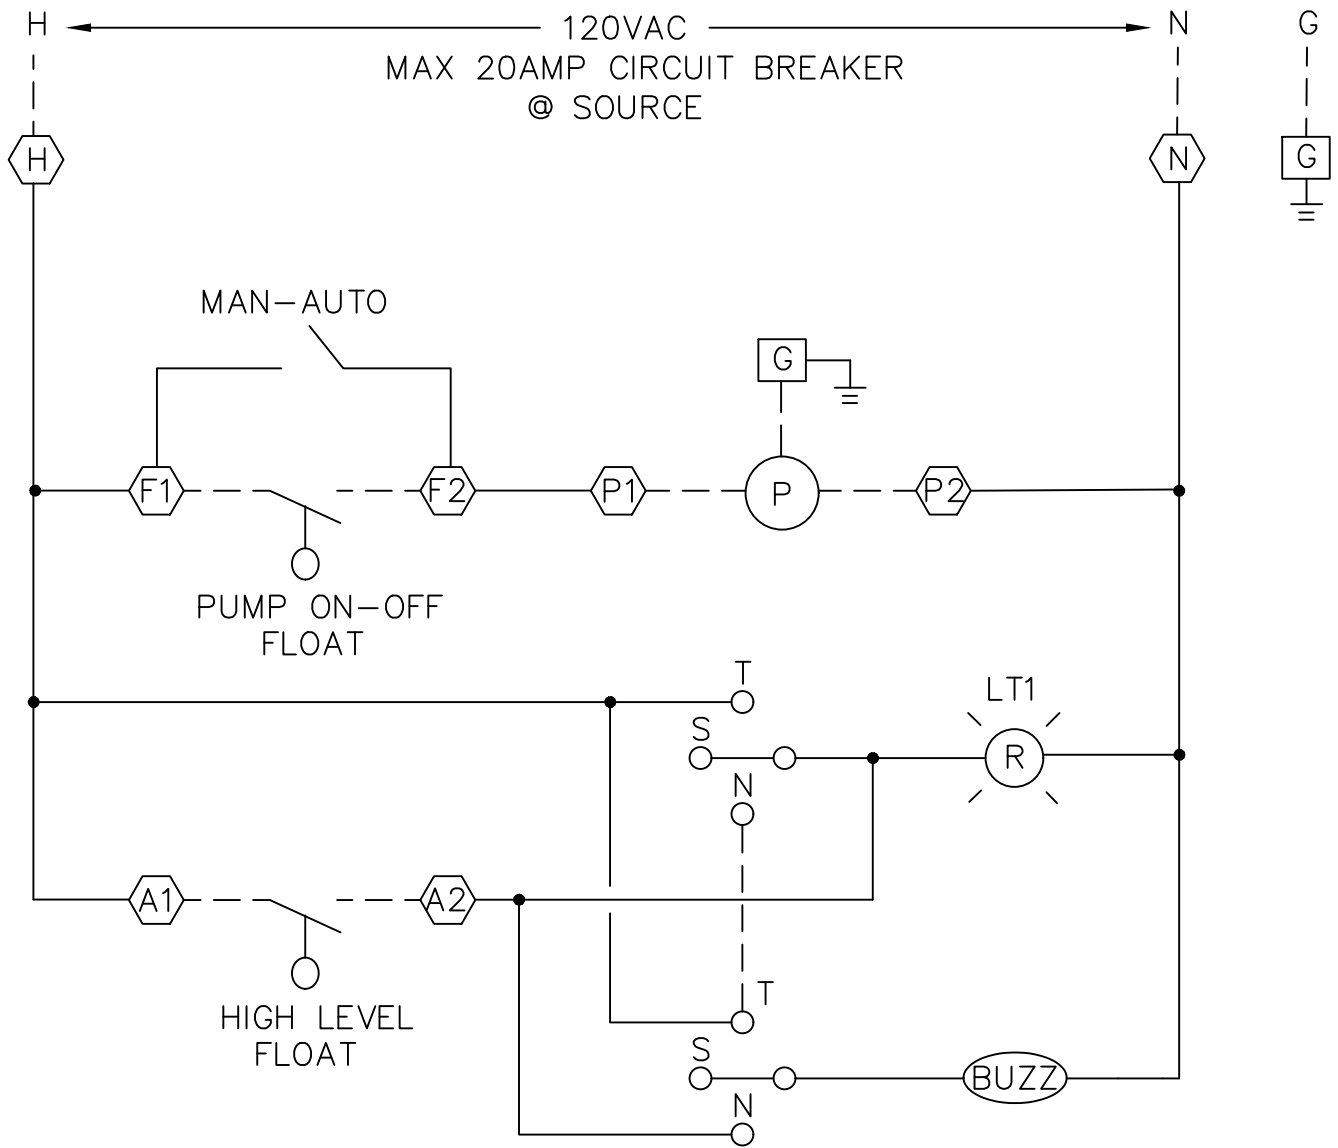 H 120VAC N G
MAX 20AMP CIRCUIT BREAKER
@ SOURCE
H N G
MAN-AUTO
G
F1 F2 P1 P P2
PUMP ON-OFF
FLOAT
T
LT1
S
R
N
A1 A2
T
HIGH LEVEL
FLOAT
S
BUZZ
N